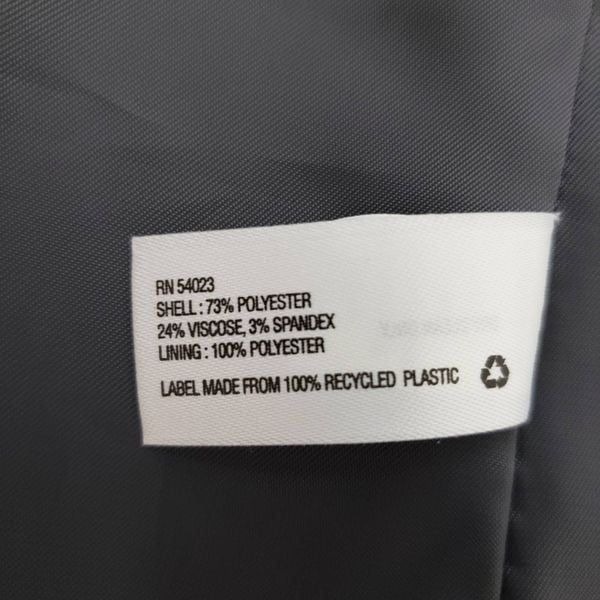 RN 54023
SHELL : 73% POLYESTER
24% VISCOSE, 3% SPANDEX
LINING : 100% POLYESTER
LABEL MADE FROM 100% RECYCLED PLASTIC